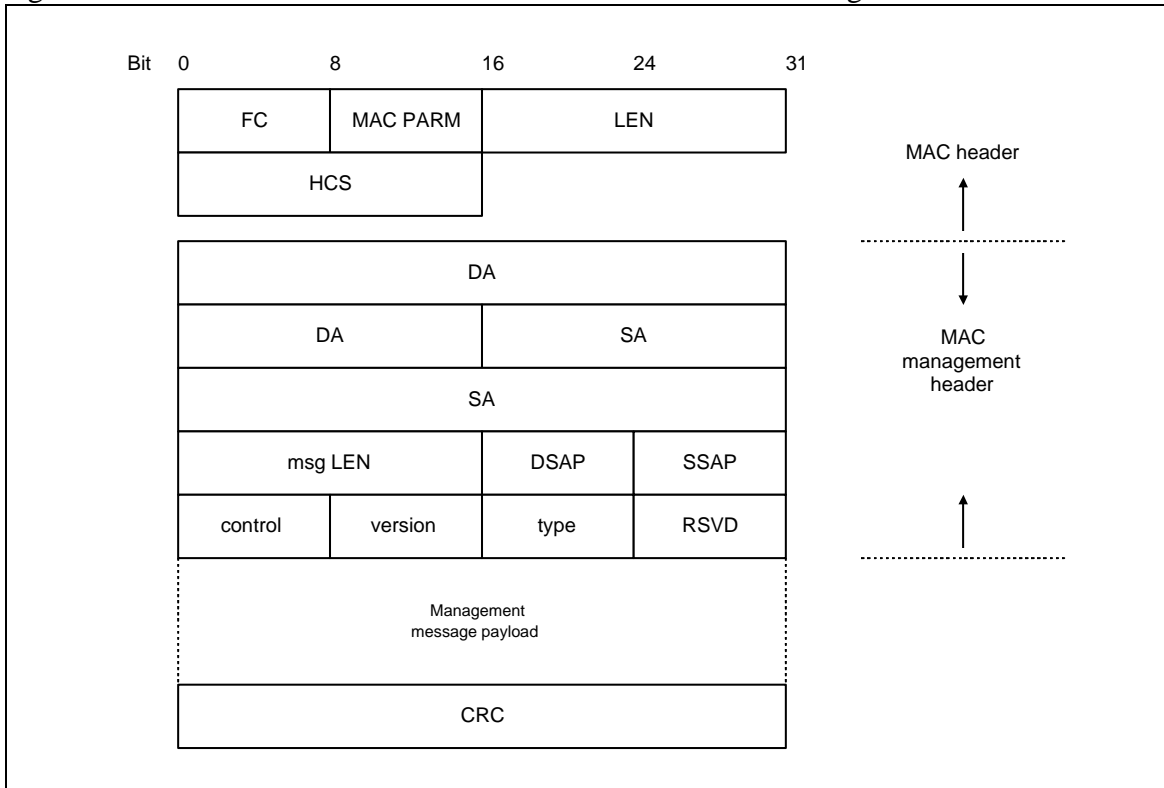 Bit 0 8 16 24 31
FC MAC PARM LEN
MAC header
HCS
DA
DA SA
MAC
management
header
SA
msg LEN DSAP SSAP
control version type RSVD
Management
message payload
CRC